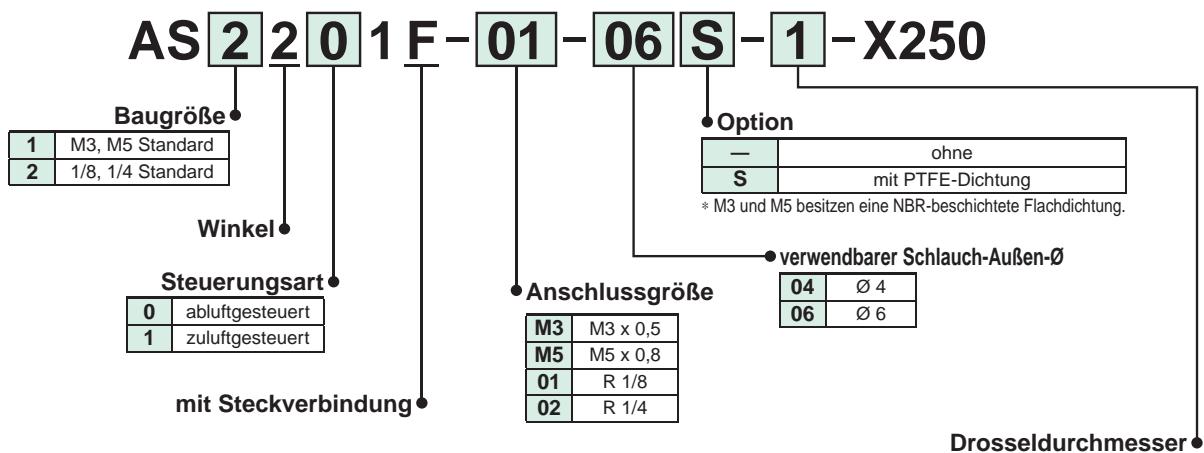 AS 2 2 0 1 F - 01 - 06 S - 1 - X250
Baugröße
1 M3, M5 Standard
2 1/8, 1/4 Standard
Winkel
Steuerungsart
0 abluftgesteuert
1 zuluftgesteuert
mit Steckverbindung
Anschlussgröße
M3 M3 x 0,5
M5 M5 x 0,8
01 R 1/8
02 R 1/4
Option
— ohne
S mit PTFE-Dichtung
* M3 und M5 besitzen eine NBR-beschichtete Flachdichtung.
verwendbarer Schlauch-Außen-Ø
04 Ø 4
06 Ø 6
Drosseldurchmesser